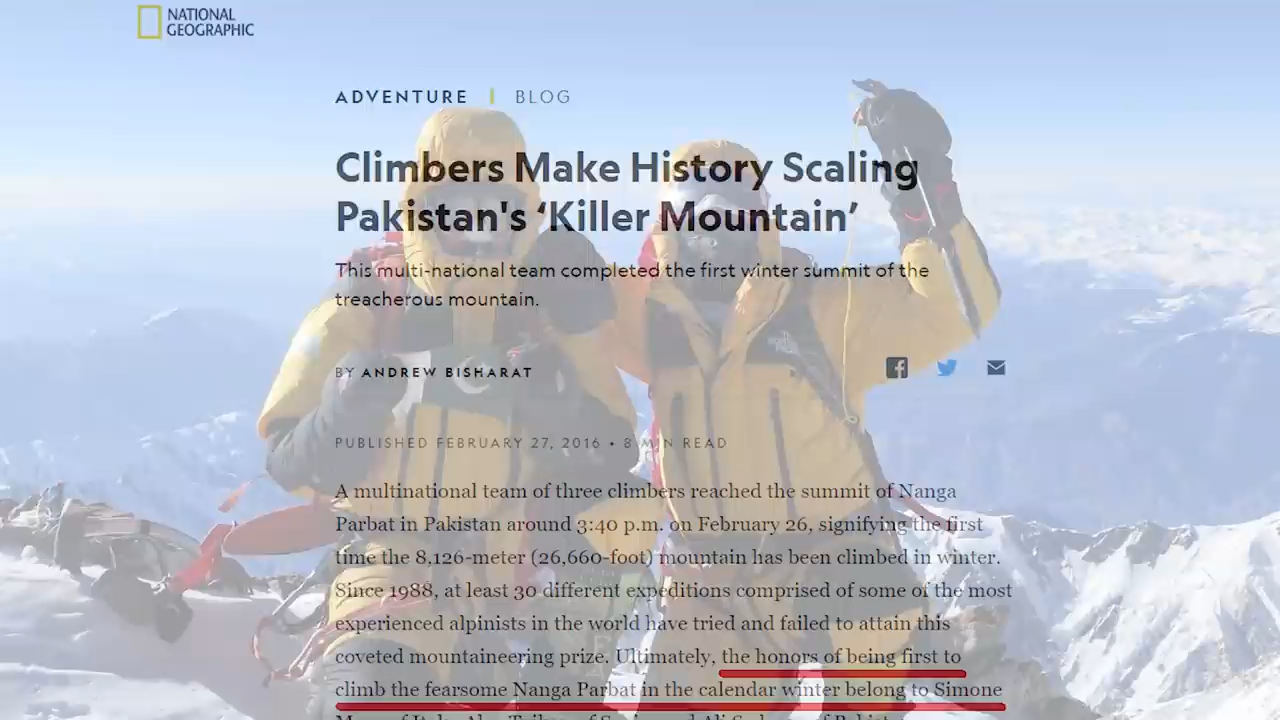 NATIONAL
GEOGRAPHIC
ADVENTURE | BLOG
Climbers Make History Scaling
Pakistan's ‘Killer Mountain’
This multi-national team completed the first winter summit of the
treacherous mountain.
BY ANDREW BISHARAT
PUBLISHED FEBRUARY 27, 2016 • 8 MIN READ
A multinational team of three climbers reached the summit of Nanga
Parbat in Pakistan around 3:40 p.m. on February 26, signifying the first
time the 8,126-meter (26,660-foot) mountain has been climbed in winter.
Since 1988, at least 30 different expeditions comprised of some of the most
experienced alpinists in the world have tried and failed to attain this
coveted mountaineering prize. Ultimately, the honors of being first to
climb the fearsome Nanga Parbat in the calendar winter belong to Simone